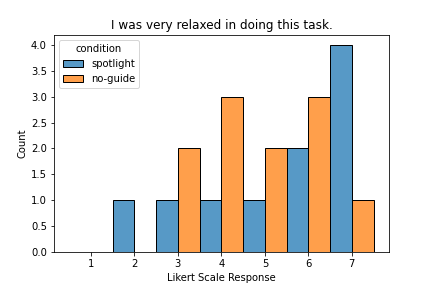 I was very relaxed in doing this task.
condition
spotlight
no-guide
4.0
3.5
3.0
2.5
2.0
1.5
1.0
0.5
0.0
Count
1 2 3 4 5 6 7
Likert Scale Response